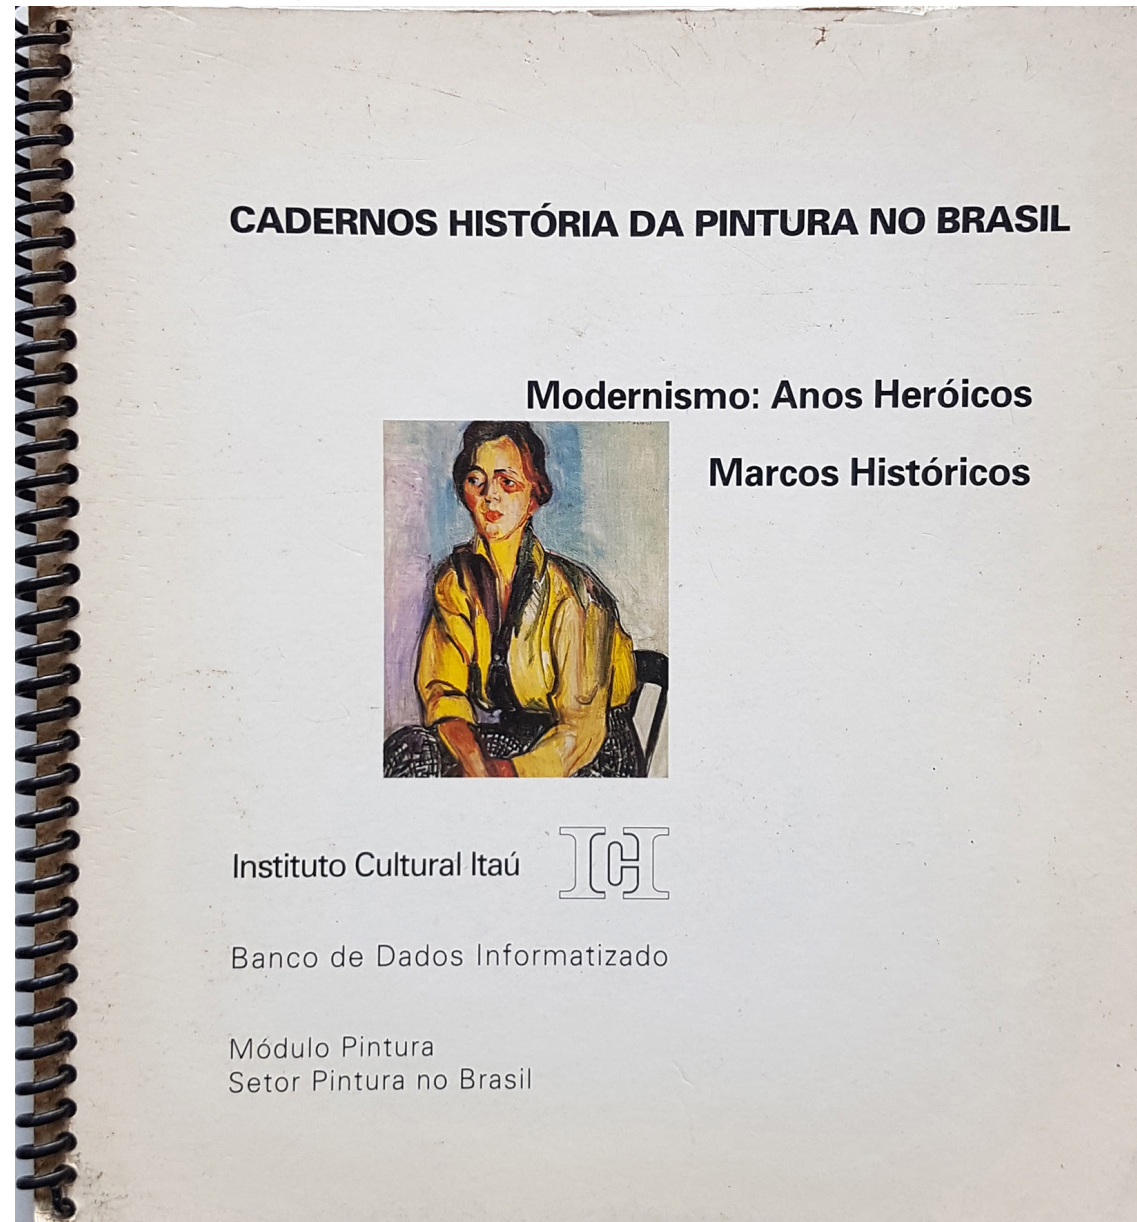 CADERNOS HISTÓRIA DA PINTURA NO BRASIL
Modernismo: Anos Heróicos
Marcos Históricos
Instituto Cultural Itaú
ICI
Banco de Dados Informatizado
Módulo Pintura
Setor Pintura no Brasil